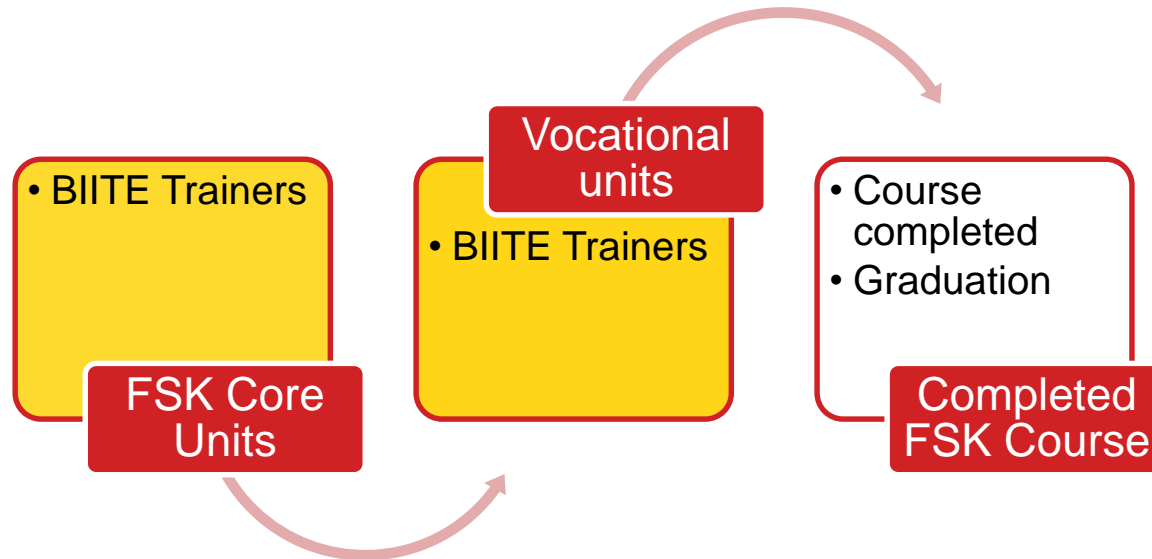 • BIITE Trainers
FSK Core
Units
Vocational
units
• BIITE Trainers
• Course
completed
• Graduation
Completed
FSK Course